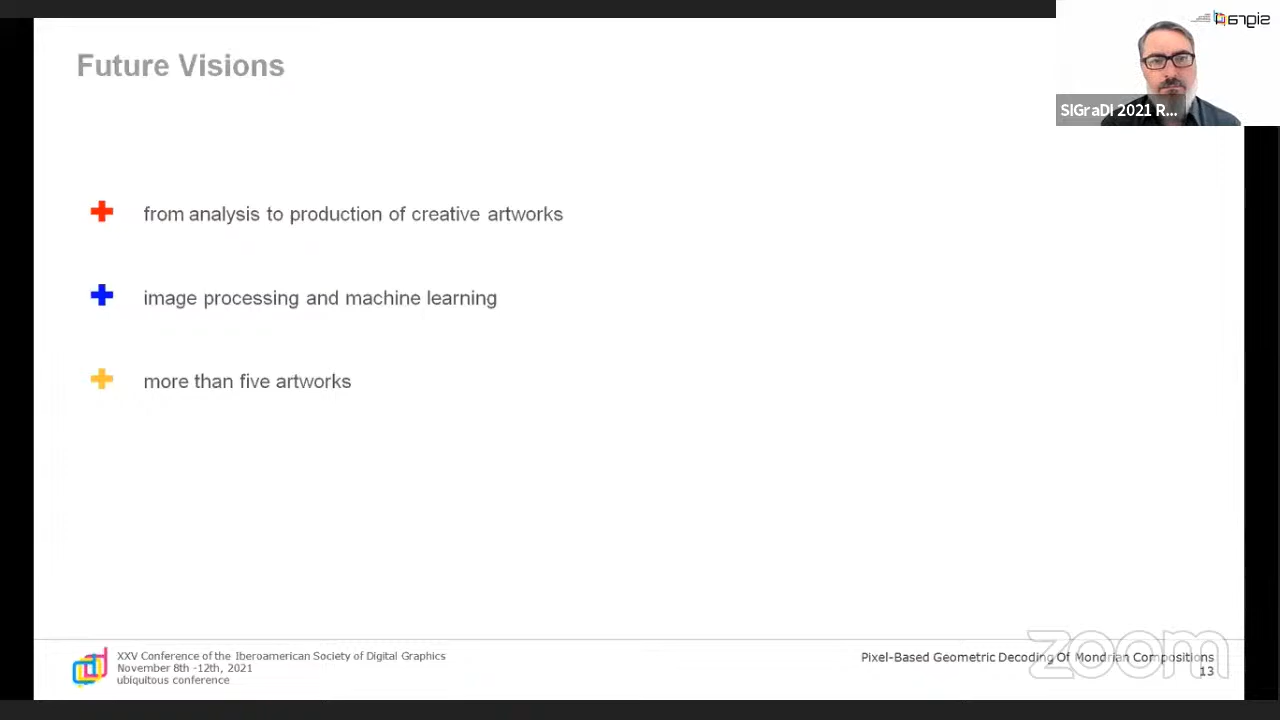 Future Visions
SIGraDi 2021 R...
from analysis to production of creative artworks
image processing and machine learning
more than five artworks
XXV Conference of the Iberoamerican Society of Digital Graphics
November 8th -12th, 2021
ubiquitous conference
Pixel-Based Geometric Decoding Of Mondrian Compositions
13
zoom